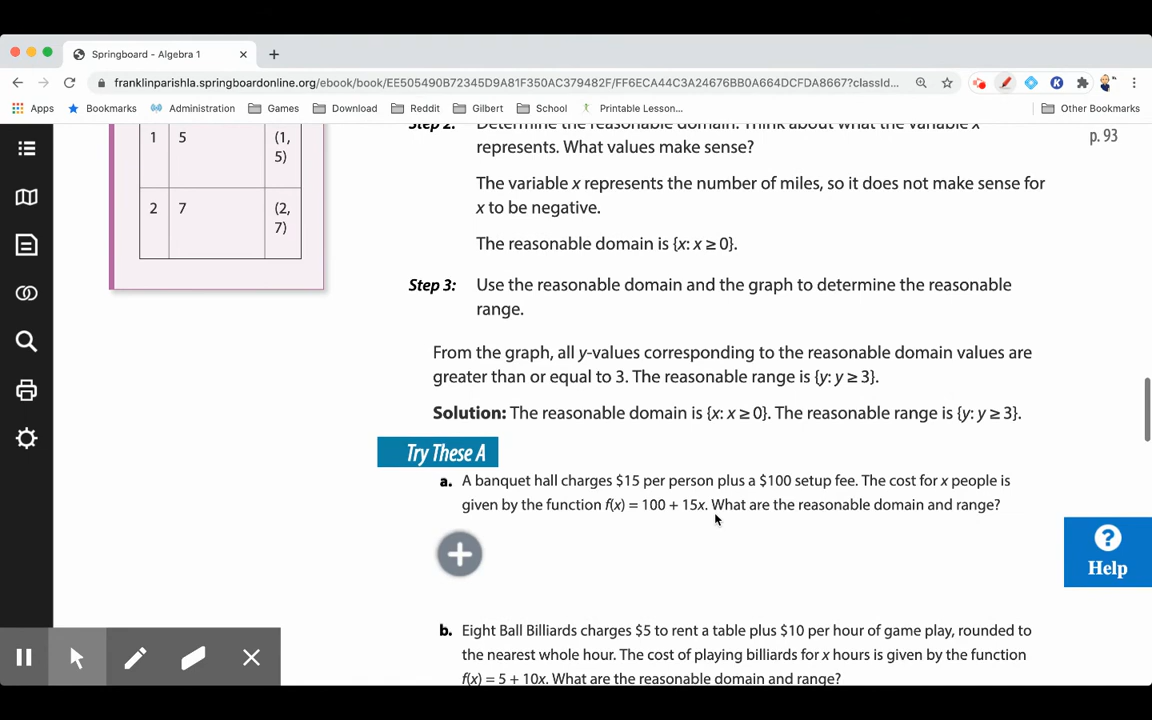 Springboard - Algebra 1
franklinparishla.springboardonline.org/ebook/book/EE505490B72345D9A81F350AC379482F/FF6ECA44C3A24676BB0A664DCFDA8667?classId...
Apps Bookmarks Administration Games Download Reddit Gilbert School Printable Lesson... Other Bookmarks
1 5 (1, 5)
2 7 (2, 7)
Step 2: Determine the reasonable domain. Think about what the variable x
represents. What values make sense?
p. 93
The variable x represents the number of miles, so it does not make sense for
x to be negative.
The reasonable domain is {x: x ≥ 0}.
Step 3: Use the reasonable domain and the graph to determine the reasonable
range.
From the graph, all y-values corresponding to the reasonable domain values are
greater than or equal to 3. The reasonable range is {y: y ≥ 3}.
Solution: The reasonable domain is {x: x ≥ 0}. The reasonable range is {y: y ≥ 3}.
Try These A
a. A banquet hall charges $15 per person plus a $100 setup fee. The cost for x people is
given by the function f(x) = 100 + 15x. What are the reasonable domain and range?
Help
b. Eight Ball Billiards charges $5 to rent a table plus $10 per hour of game play, rounded to
the nearest whole hour. The cost of playing billiards for x hours is given by the function
f(x) = 5 + 10x. What are the reasonable domain and range?